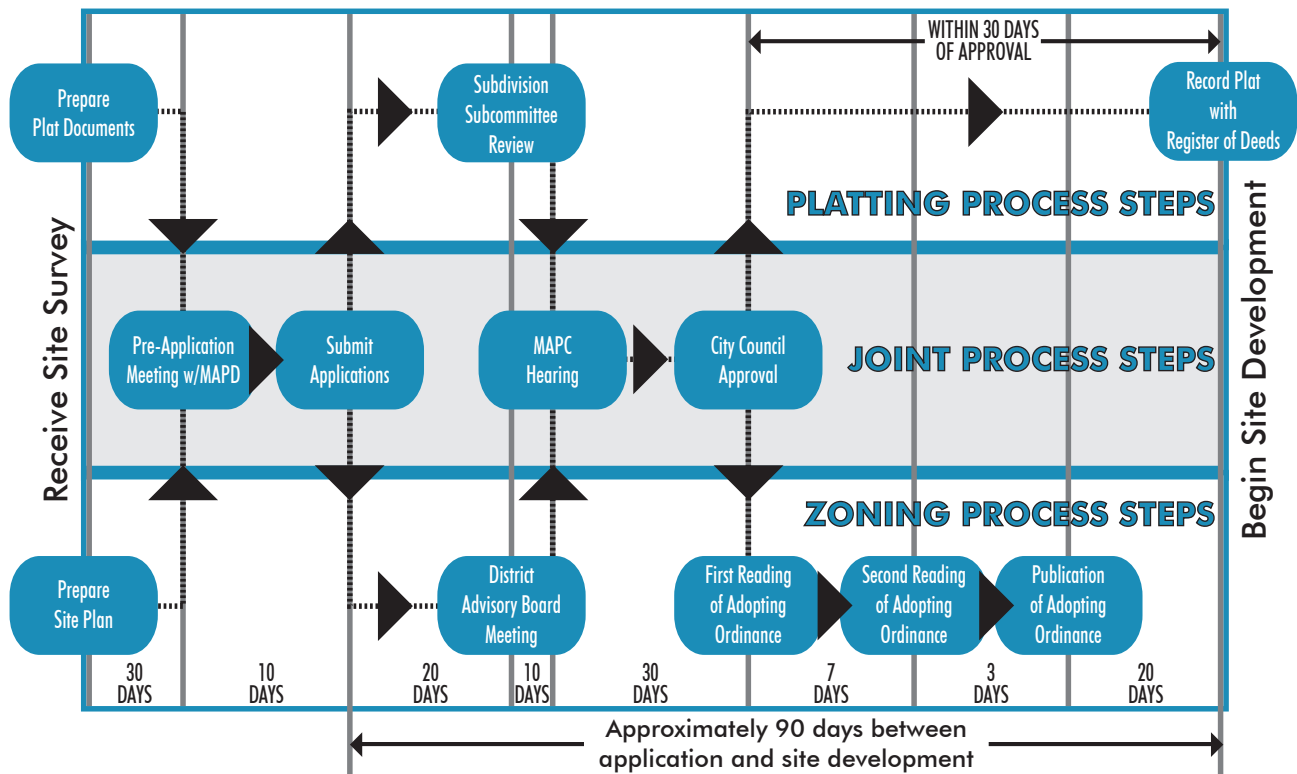 WITHIN 30 DAYS
OF APPROVAL
Prepare
Plat Documents
Subdivision
Subcommittee
Review
Record Plat
with
Register of Deeds
PLATTING PROCESS STEPS
Receive Site Survey
Pre-Application
Meeting w/MAPD
Submit
Applications
MAPC
Hearing
City Council
Approval
JOINT PROCESS STEPS
Begin Site Development
ZONING PROCESS STEPS
Prepare
Site Plan
District
Advisory Board
Meeting
First Reading
of Adopting
Ordinance
Second Reading
of Adopting
Ordinance
Publication
of Adopting
Ordinance
30
DAYS
10
DAYS
20
DAYS
10
DAYS
30
DAYS
7
DAYS
3
DAYS
20
DAYS
Approximately 90 days between
application and site development